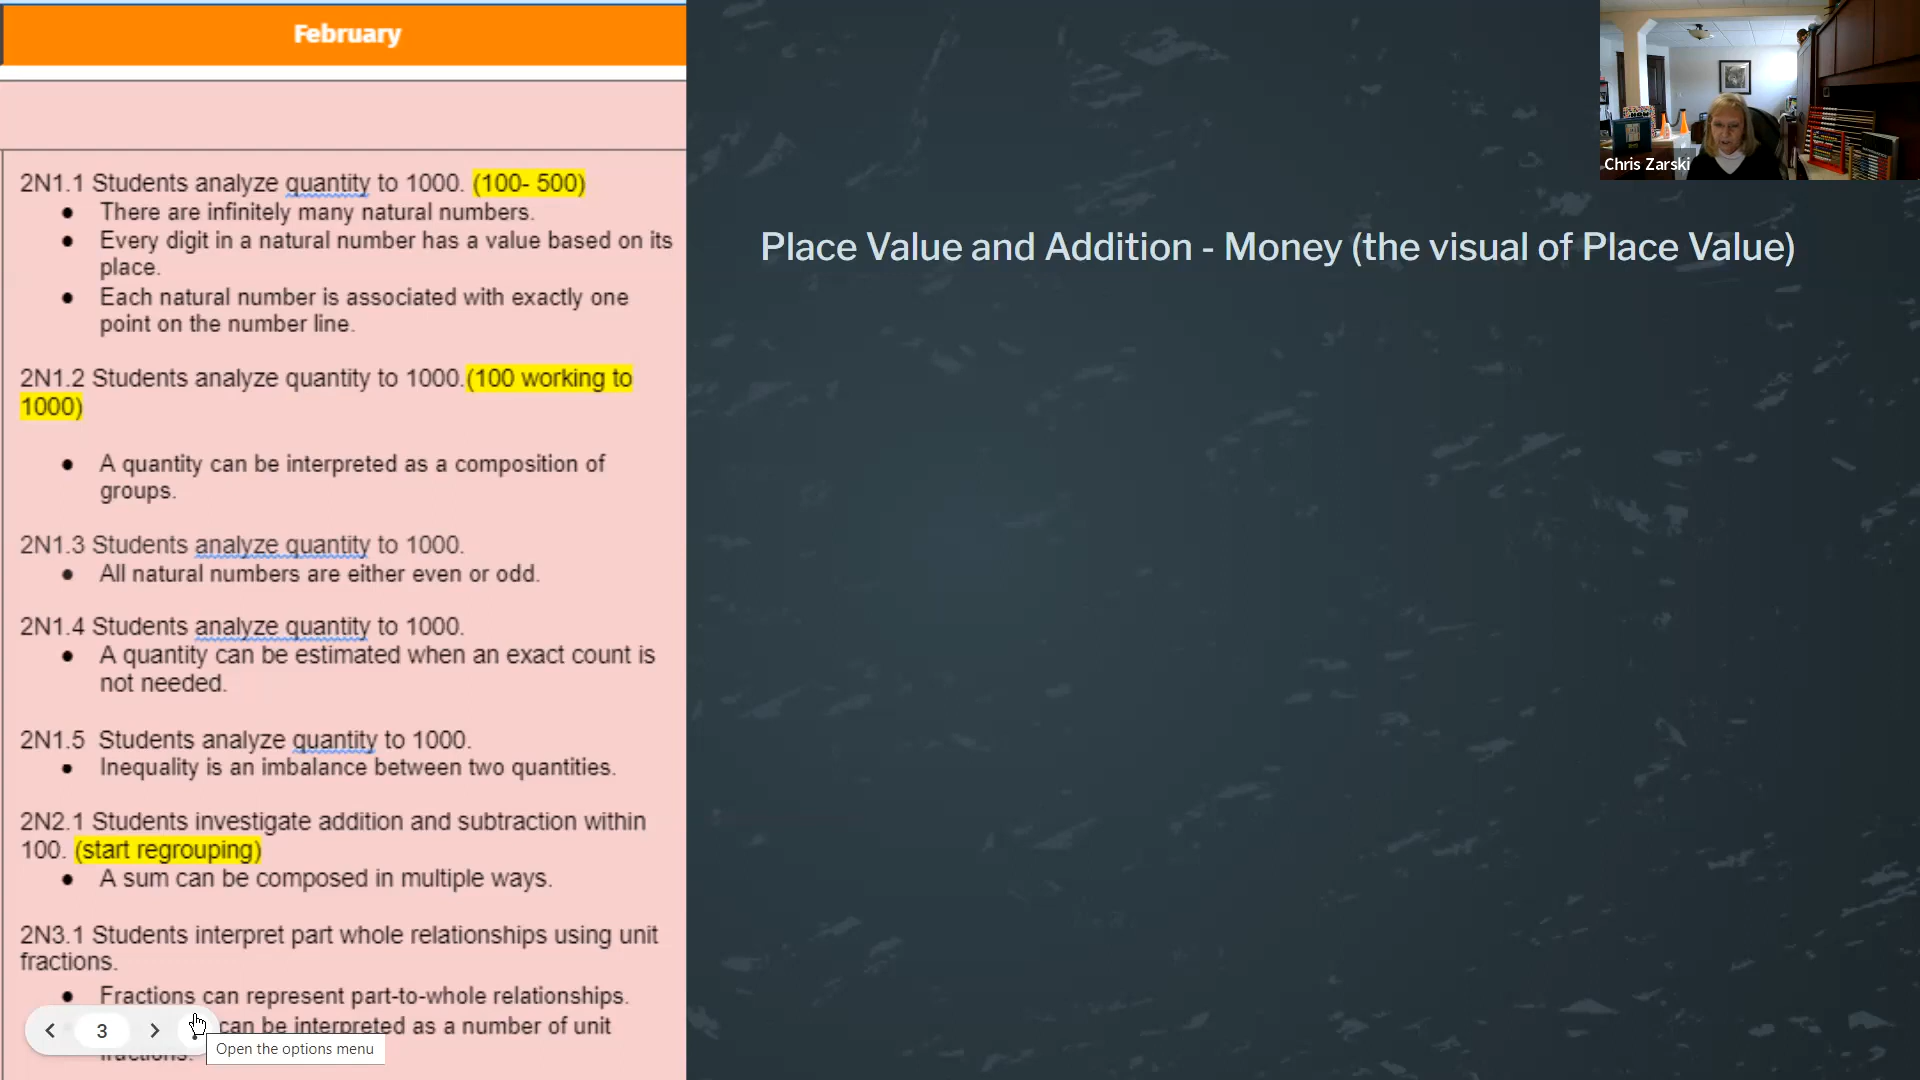 February
2N1.1 Students analyze quantity to 1000. (100- 500)
● There are infinitely many natural numbers.
● Every digit in a natural number has a value based on its
place.
● Each natural number is associated with exactly one
point on the number line.
2N1.2 Students analyze quantity to 1000.(100 working to
1000)
● A quantity can be interpreted as a composition of
groups.
2N1.3 Students analyze quantity to 1000.
● All natural numbers are either even or odd.
2N1.4 Students analyze quantity to 1000.
● A quantity can be estimated when an exact count is
not needed.
2N1.5 Students analyze quantity to 1000.
● Inequality is an imbalance between two quantities.
2N2.1 Students investigate addition and subtraction within
100. (start regrouping)
● A sum can be composed in multiple ways.
2N3.1 Students interpret part whole relationships using unit
fractions.
● Fractions can represent part-to-whole relationships.
can be interpreted as a number of unit
fractions.
3
Open the options menu
Place Value and Addition - Money (the visual of Place Value)
Chris Zarski